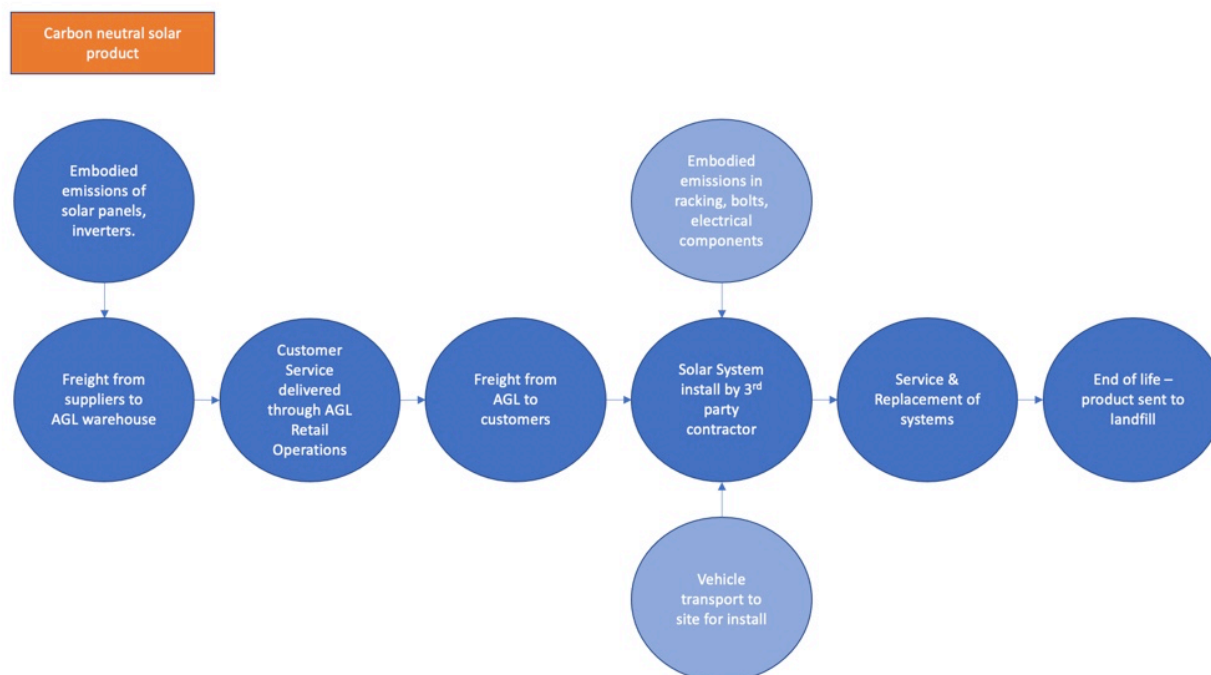 Carbon neutral solar
product
Embodied
emissions of
solar panels,
inverters.
Embodied
emissions in
racking, bolts,
electrical
components
Freight from
suppliers to
AGL warehouse
Customer
Service
delivered
through AGL
Retail
Operations
Freight from
AGL to
customers
Solar System
install by 3rd
party
contractor
Service &
Replacement of
systems
End of life –
product sent to
landfill
Vehicle
transport to
site for install